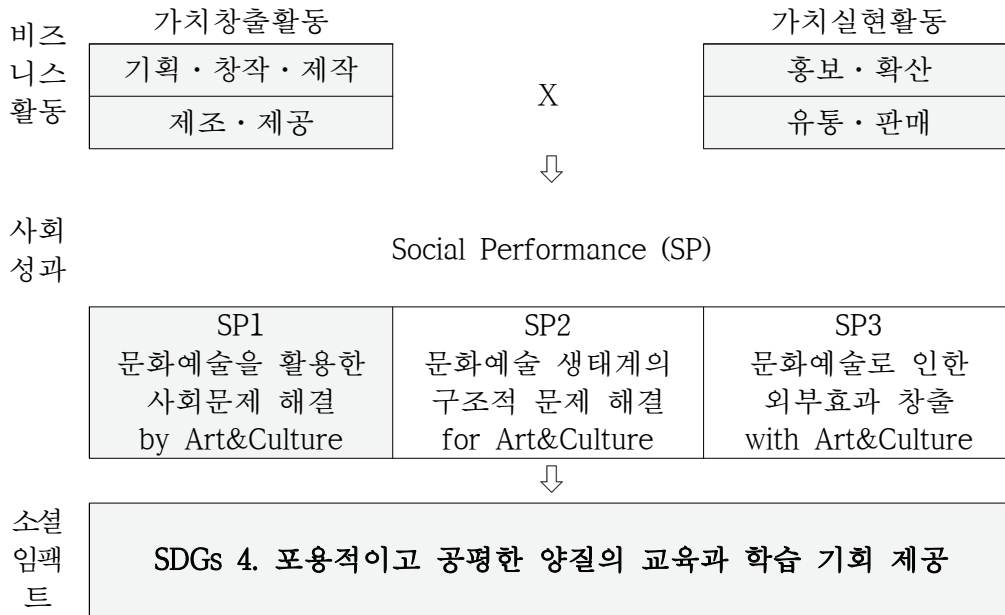 비즈
니스
활동
가치창출활동
기획・창작・제작
제조・제공
X
가치실현활동
홍보・확산
유통・판매
⇩
사회
성과
Social Performance (SP)
SP1
문화예술을 활용한
사회문제 해결
by Art&Culture
SP2
문화예술 생태계의
구조적 문제 해결
for Art&Culture
SP3
문화예술로 인한
외부효과 창출
with Art&Culture
⇩
소셜
임팩
트
SDGs 4. 포용적이고 공평한 양질의 교육과 학습 기회 제공